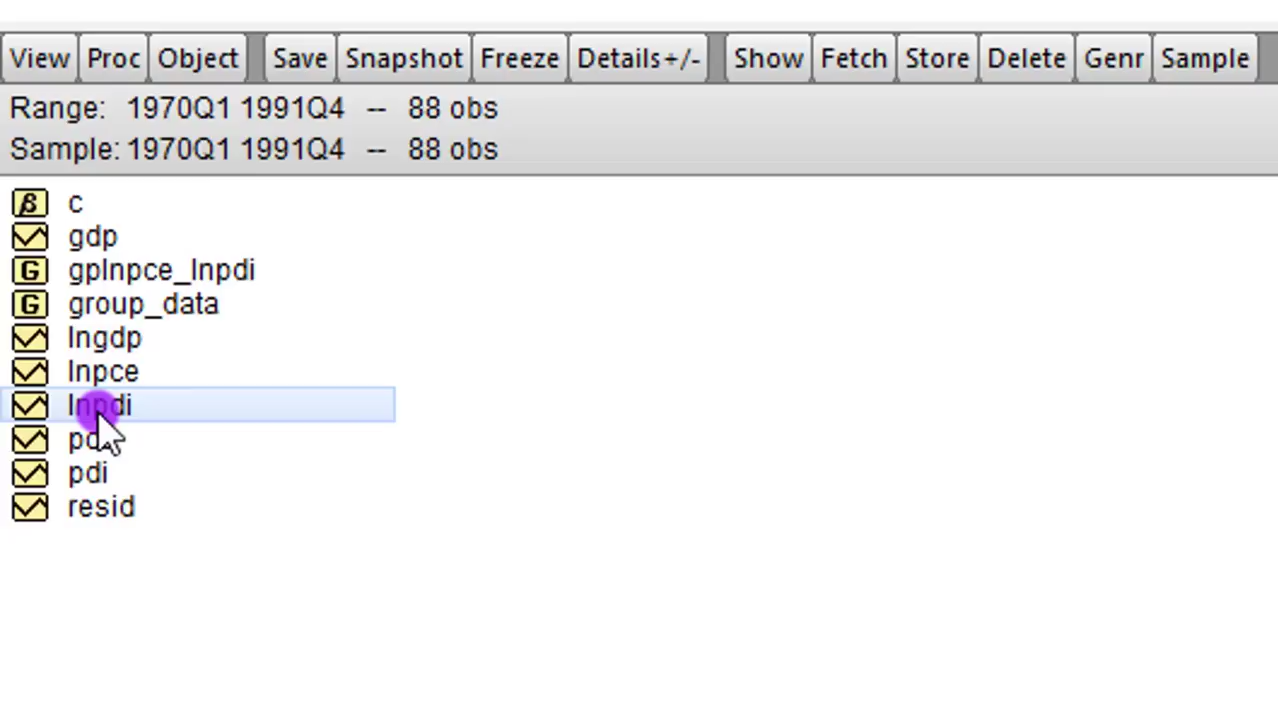 View Proc Object Save Snapshot Freeze Details+/- Show Fetch Store Delete Genr Sample
Range: 1970Q1 1991Q4 -- 88 obs
Sample: 1970Q1 1991Q4 -- 88 obs
β c
gdp
G gplnpce_lnpdi
G group_data
lngdp
lnpce
lnpdi
pdi
resid